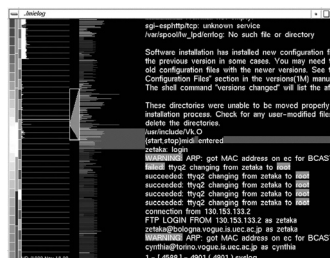 ./mielog
sgi-esphttp/tcp: unknown service
/var/spool/lw_lpd/errlog: No such file or directory
Software installation has installed new configuration f
the previous version in some cases. You may need t
old configuration files with the newer versions. See t
Configuration Files" section in the versions(1M) manu
The shell command "versions changed" will list the af
These directories were unable to be moved properly
installation process. Check for any user-modified files
delete the directories.
/usr/include/Vk.O
(start,stop)midi entered
zetaka: login
WARNING: ARP: got MAC address on ec for BCAST
failed: ttyq2 changing from zetaka to root
succeeded: ttyq2 changing from zetaka to root
succeeded: ttyq2 changing from zetaka to root
succeeded: ttyq2 changing from zetaka to root
connection from 130.153.133.2
FTP LOGIN FROM 130.153.133.2 as zetaka
zetaka@bologna.vogue.is.uec.ac.jp as zetaka
WARNING: ARP: got MAC address on ec for BCAST
cynthia@torino.vogue.is.uec.ac.jp as cynthia